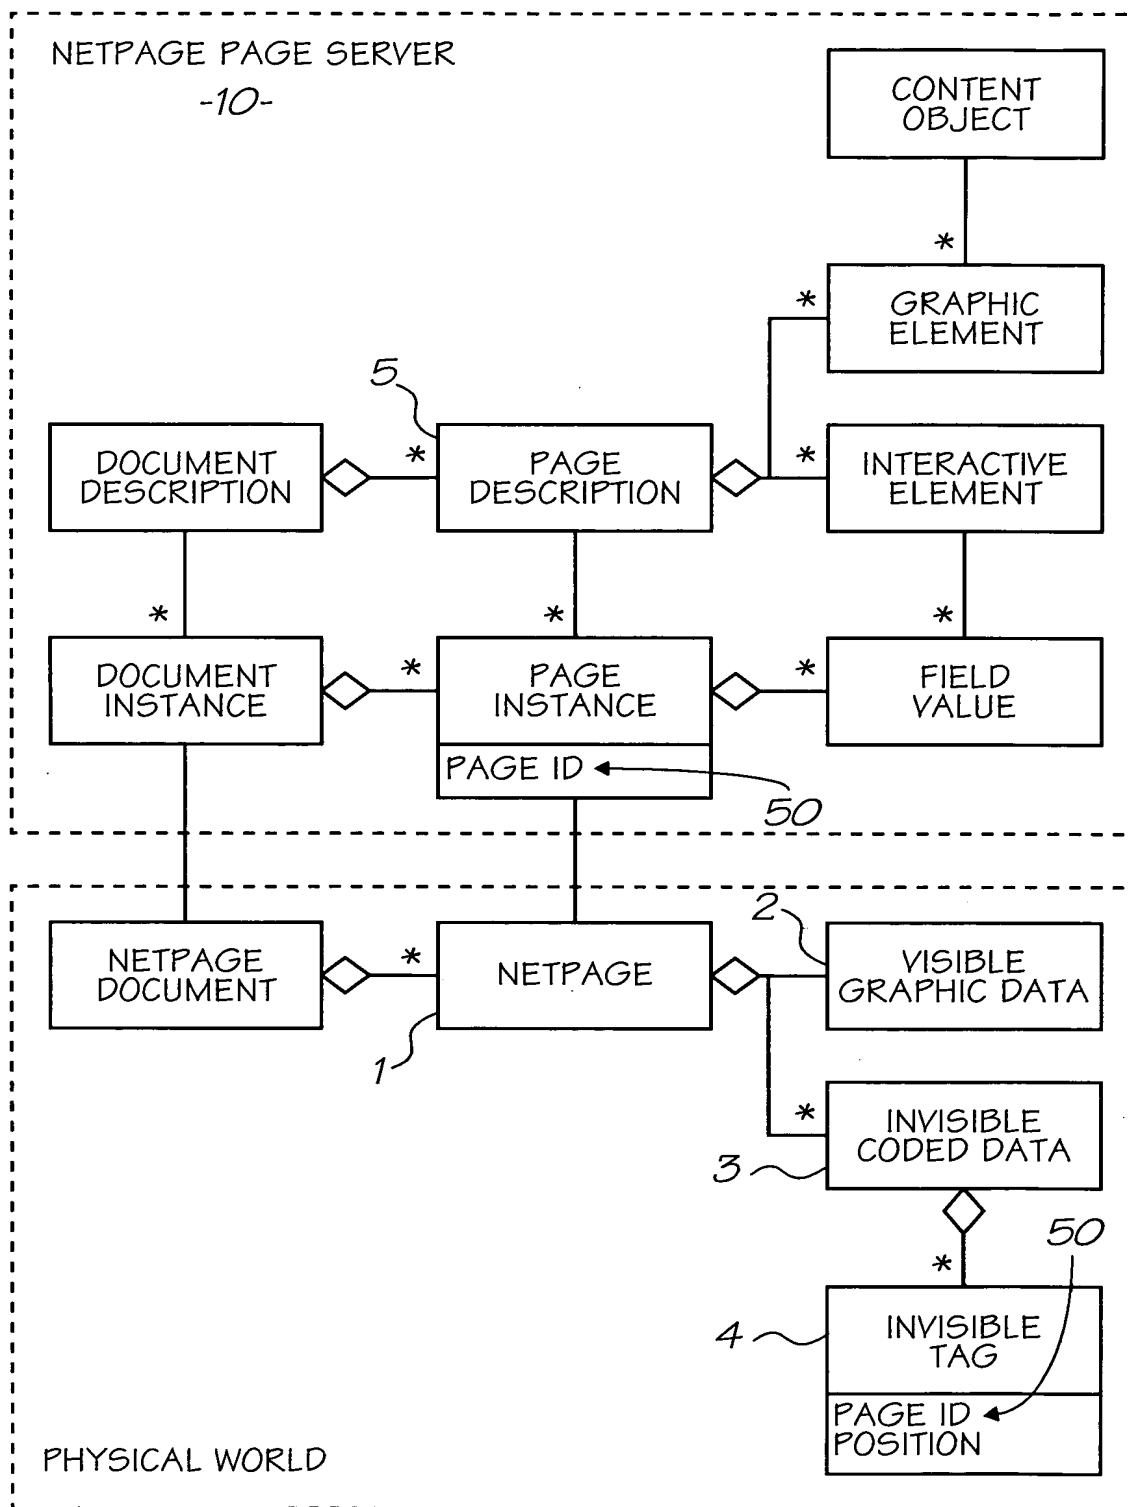 NETPAGE PAGE SERVER
-10-
CONTENT
OBJECT
*
*
GRAPHIC
ELEMENT
5
DOCUMENT
DESCRIPTION
*
PAGE
DESCRIPTION
*
INTERACTIVE
ELEMENT
*
*
*
DOCUMENT
INSTANCE
*
PAGE
INSTANCE
*
FIELD
VALUE
PAGE ID
50
2
NETPAGE
DOCUMENT
*
NETPAGE
VISIBLE
GRAPHIC DATA
1
*
INVISIBLE
CODED DATA
3
50
*
4
INVISIBLE
TAG
PAGE ID
POSITION
PHYSICAL WORLD